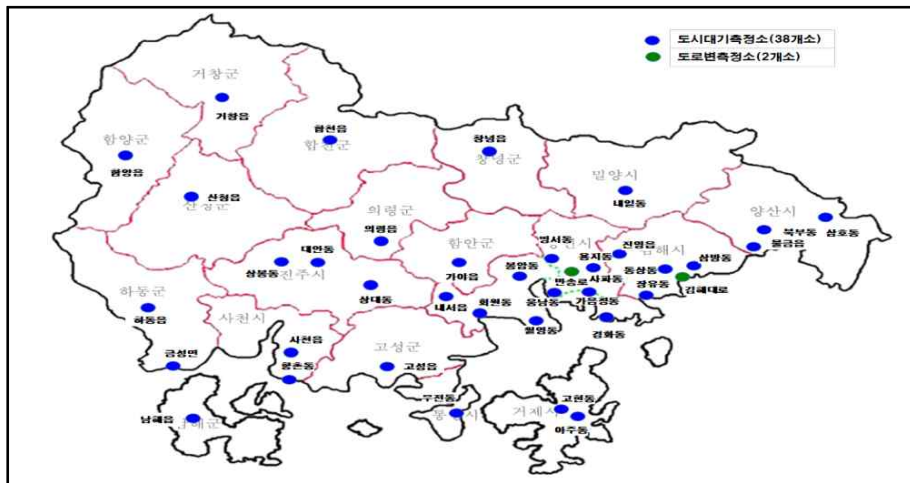 도시대기측정소(38개소)
도로변측정소(2개소)
거창군
거창읍
함양군
함양읍
합천읍
합천군
창녕읍
창녕군
밀양시
내일동
산청읍
산청군
의령군
의령읍
양산시
북부동
삼호동
물금읍
대안동
상봉동
진주시
상대동
함안군
가야읍
내서읍
명서동
용지동
봉암동
반송로
사파동
회원동
웅남동
가음정동
월영동
경화동
진영읍
김해시
동상동
삼방동
장유동
김해대로
하동군
하동읍
금성면
사천시
사천읍
향촌동
고성군
고성읍
남해읍
남해군
무전동
통영시
거제시
고현동
아주동